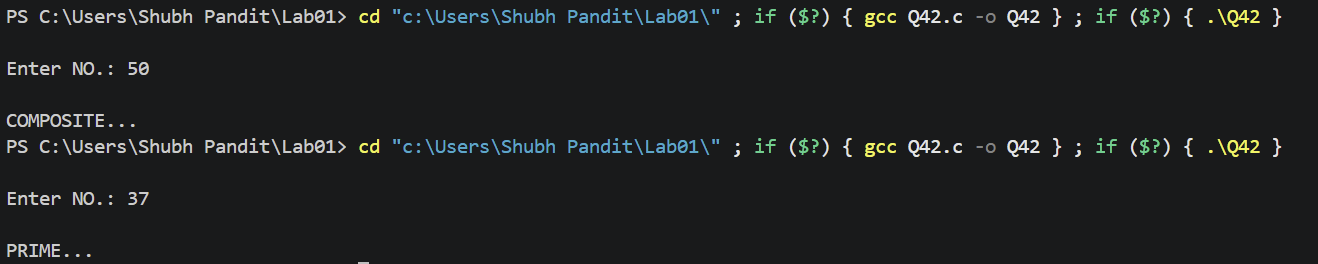 PS C:\Users\Shubh Pandit\Lab01> cd "c:\Users\Shubh Pandit\Lab01\" ; if ($?) { gcc Q42.c -o Q42 } ; if ($?) { .\Q42 }
Enter NO.: 50
COMPOSITE...
PS C:\Users\Shubh Pandit\Lab01> cd "c:\Users\Shubh Pandit\Lab01\" ; if ($?) { gcc Q42.c -o Q42 } ; if ($?) { .\Q42 }
Enter NO.: 37
PRIME...